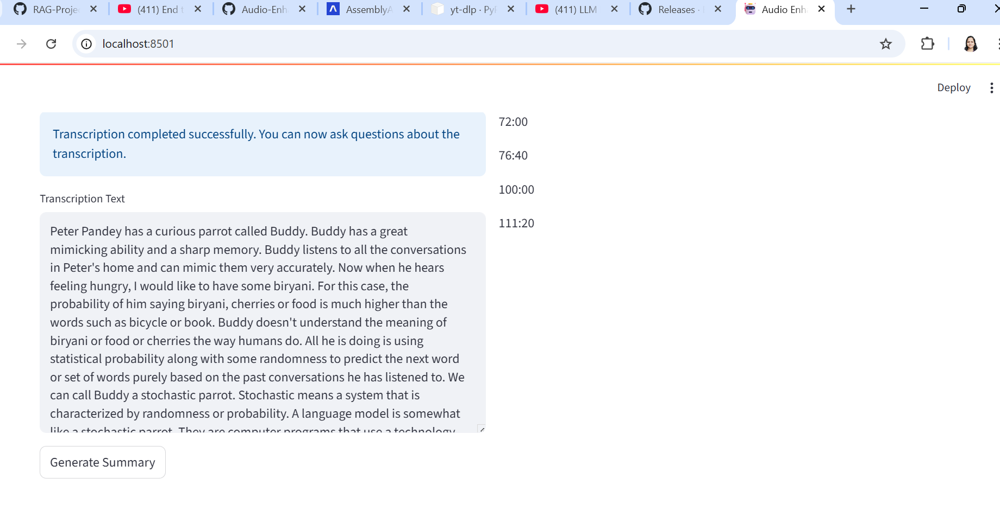 RAG-Proje
(411) End t
Audio-Enh
AssemblyA
yt-dlp · PyP
(411) LLM
Releases ·
Audio Enh
localhost:8501
Deploy
Transcription completed successfully. You can now ask questions about the
transcription.
Transcription Text
Peter Pandey has a curious parrot called Buddy. Buddy has a great
mimicking ability and a sharp memory. Buddy listens to all the conversations
in Peter's home and can mimic them very accurately. Now when he hears
feeling hungry, I would like to have some biryani. For this case, the
probability of him saying biryani, cherries or food is much higher than the
words such as bicycle or book. Buddy doesn't understand the meaning of
biryani or food or cherries the way humans do. All he is doing is using
statistical probability along with some randomness to predict the next word
or set of words purely based on the past conversations he has listened to. We
can call Buddy a stochastic parrot. Stochastic means a system that is
characterized by randomness or probability. A language model is somewhat
like a stochastic parrot. They are computer programs that use a technology
Generate Summary
72:00
76:40
100:00
111:20